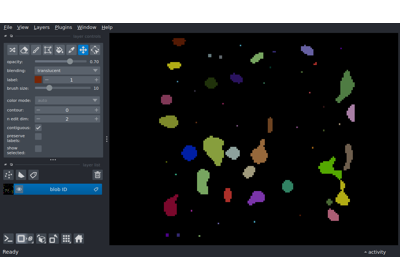 File View Layers Plugins Window Help
opacity: 0.70
blending: translucent
label: 1
brush size: 10
color mode:
contour: 0
n edit dim: 2
contiguous:
preserve
labels:
show
selected:
blob ID
Ready
activity